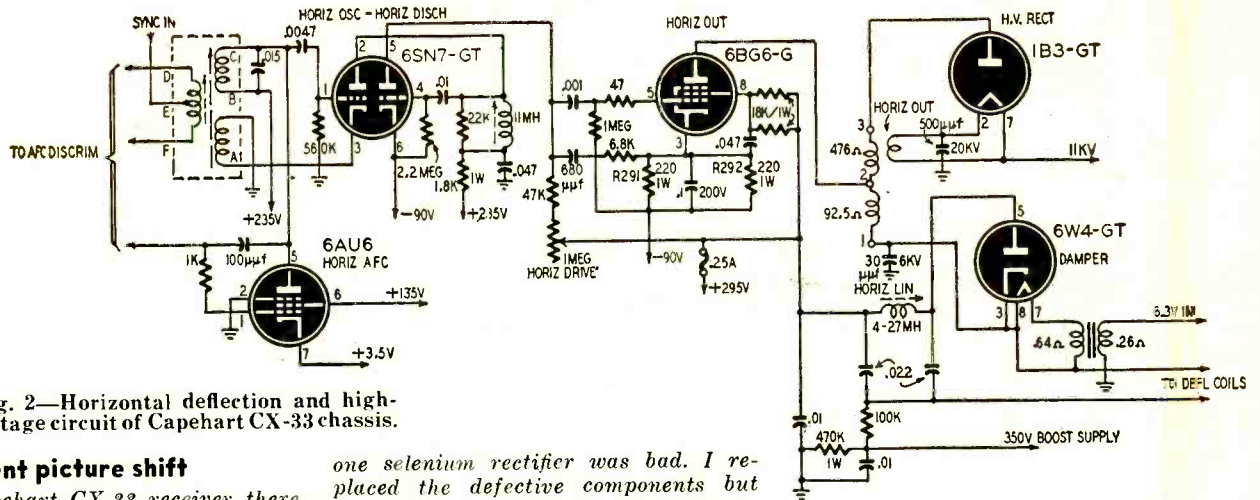 SYNC IN
HORIZ OSC - HORIZ DISCH
HORIZ OUT
H.V. RECT
.0047
2 5
6SN7-GT
6BG6-G
1B3-GT
C
.015
D
B
E
F
A
TO AFC DISCRIM
1
4
3
6
560K
.01
22K
11MH
2.2 MEG
1.8K
1W
.047
-90V
+235V
+235V
.001
47
5
8
3
1MEG
18K/1W
.047
6.8K
680
μμf
R291
220
1W
.1
200V
R292
220
1W
47K
1MEG
HORIZ DRIVE
-90V
.25A
+295V
3
476Ω
2
92.5Ω
1
HORIZ OUT
500μμf
20KV
2 7
11KV
30
μμf
6KV
HORIZ LIN
4-27MH
5
6W4-GT
DAMPER
3 8 7
.64Ω
.26Ω
6.3V
TO DEFL COILS
.022
100K
.01
470K
1W
.01
350V BOOST SUPPLY
1K
100μμf
6AU6
HORIZ AFC
5
2
1
6
+135V
7
+3.5V
g. 2—Horizontal deflection and high-
tage circuit of Capehart CX-33 chassis.
ent picture shift
one selenium rectifier was bad. I re-
pehart CX-33 receiver there
placed the defective components but